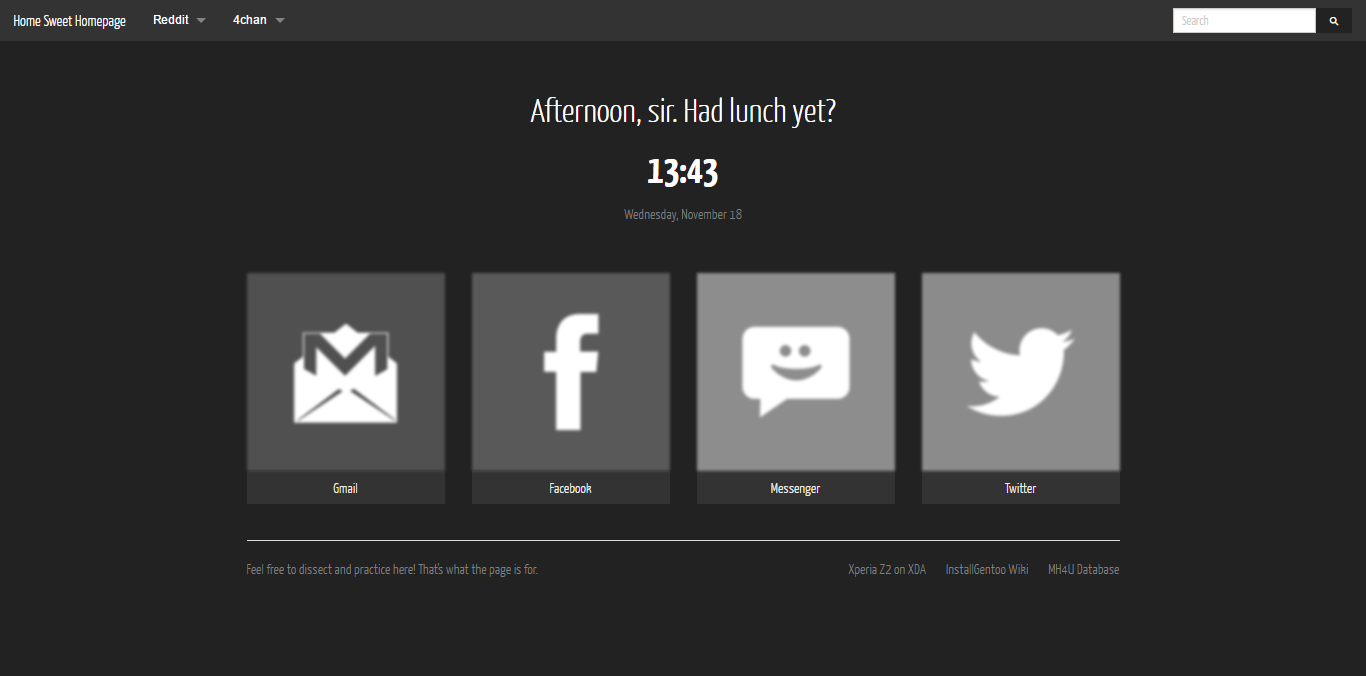 Home Sweet Homepage Reddit 4chan Search
Afternoon, sir. Had lunch yet?
13:43
Wednesday, November 18
Gmail Facebook Messenger Twitter
Feel free to dissect and practice here! That's what the page is for. Xperia Z2 on XDA InstallGentoo Wiki MH4U Database